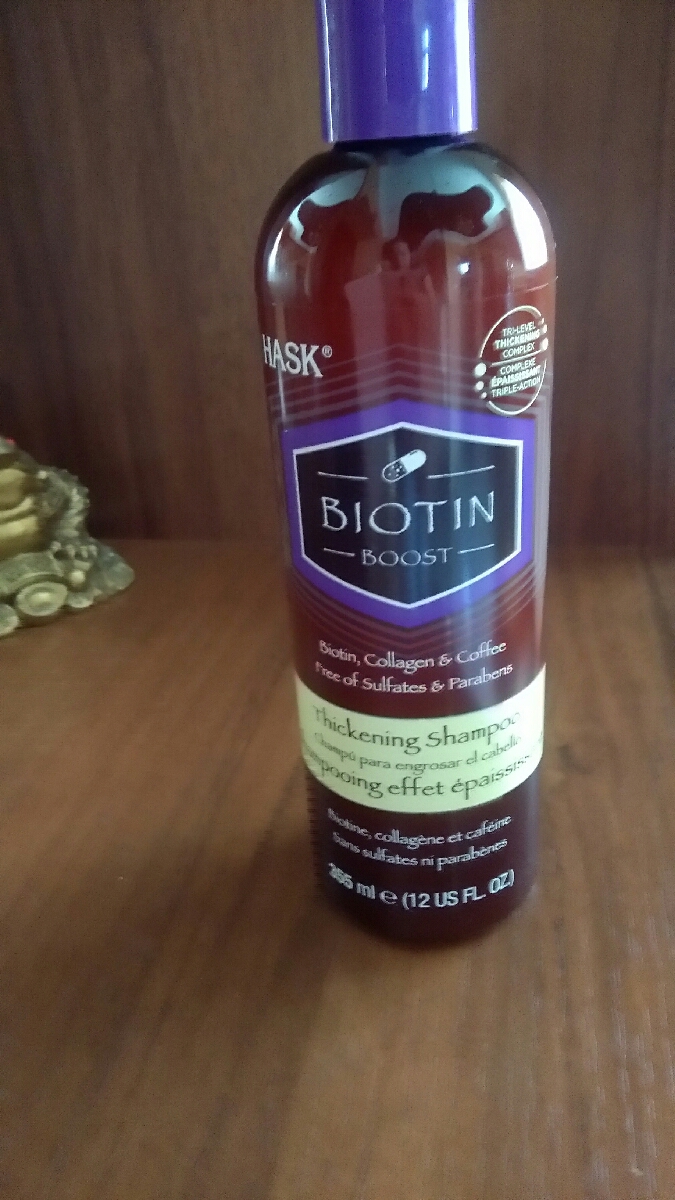 HASK®
TRI-LEVEL
THICKENING
COMPLEX
COMPLEXE
ÉPAISSISSANT
TRIPLE-ACTION
BIOTIN
BOOST
Biotin, Collagen & Coffee
Free of Sulfates & Parabens
Thickening Shampoo
Champú para engrosar el cabello
effet
Biotine, collagène et caféine
Sans sulfates ni parabènes
355 ml e (12 US FL. OZ)